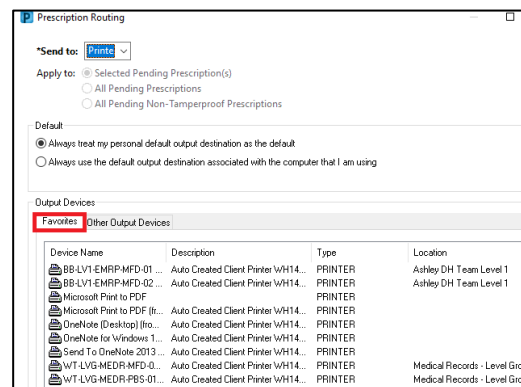 Prescription Routing
*Send to: Printe
Apply to: Selected Pending Prescription(s)
All Pending Prescriptions
All Pending Non-Tamperproof Prescriptions
Default
Always treat my personal default output destination as the default
Always use the default output destination associated with the computer that I am using
Output Devices
Favorites Other Output Devices
Device Name Description Type Location
BB-LV1-EMRP-MFD-01 ... Auto Created Client Printer WH14... PRINTER Ashley DH Team Level 1
BB-LV1-EMRP-MFD-02 ... Auto Created Client Printer WH14... PRINTER Ashley DH Team Level 1
Microsoft Print to PDF PRINTER
Microsoft Print to PDF (fr... Auto Created Client Printer WH14... PRINTER
OneNote (Desktop) (fro... Auto Created Client Printer WH14... PRINTER
OneNote for Windows 1... Auto Created Client Printer WH14... PRINTER
Send To OneNote 2013 ... Auto Created Client Printer WH14... PRINTER
WT-LVG-MEDR-MFD-0... Auto Created Client Printer WH14... PRINTER Medical Records - Level Gro
WT-LVG-MEDR-PBS-01... Auto Created Client Printer WH14... PRINTER Medical Records - Level Gro